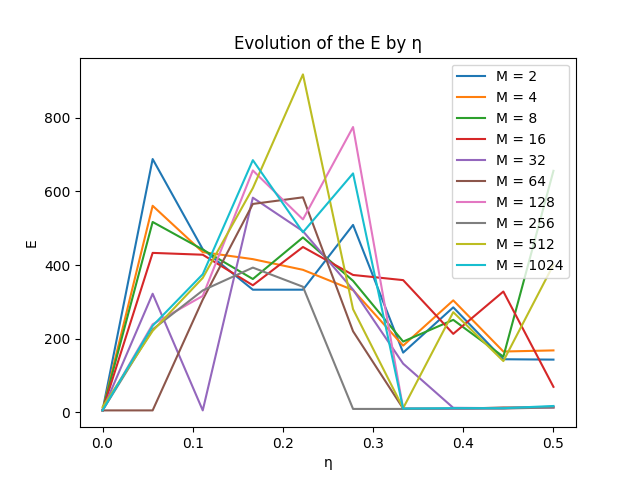 Evolution of the E by η
M = 2
M = 4
M = 8
M = 16
M = 32
M = 64
M = 128
M = 256
M = 512
M = 1024
800
600
400
200
0
E
0.0 0.1 0.2 0.3 0.4 0.5
η